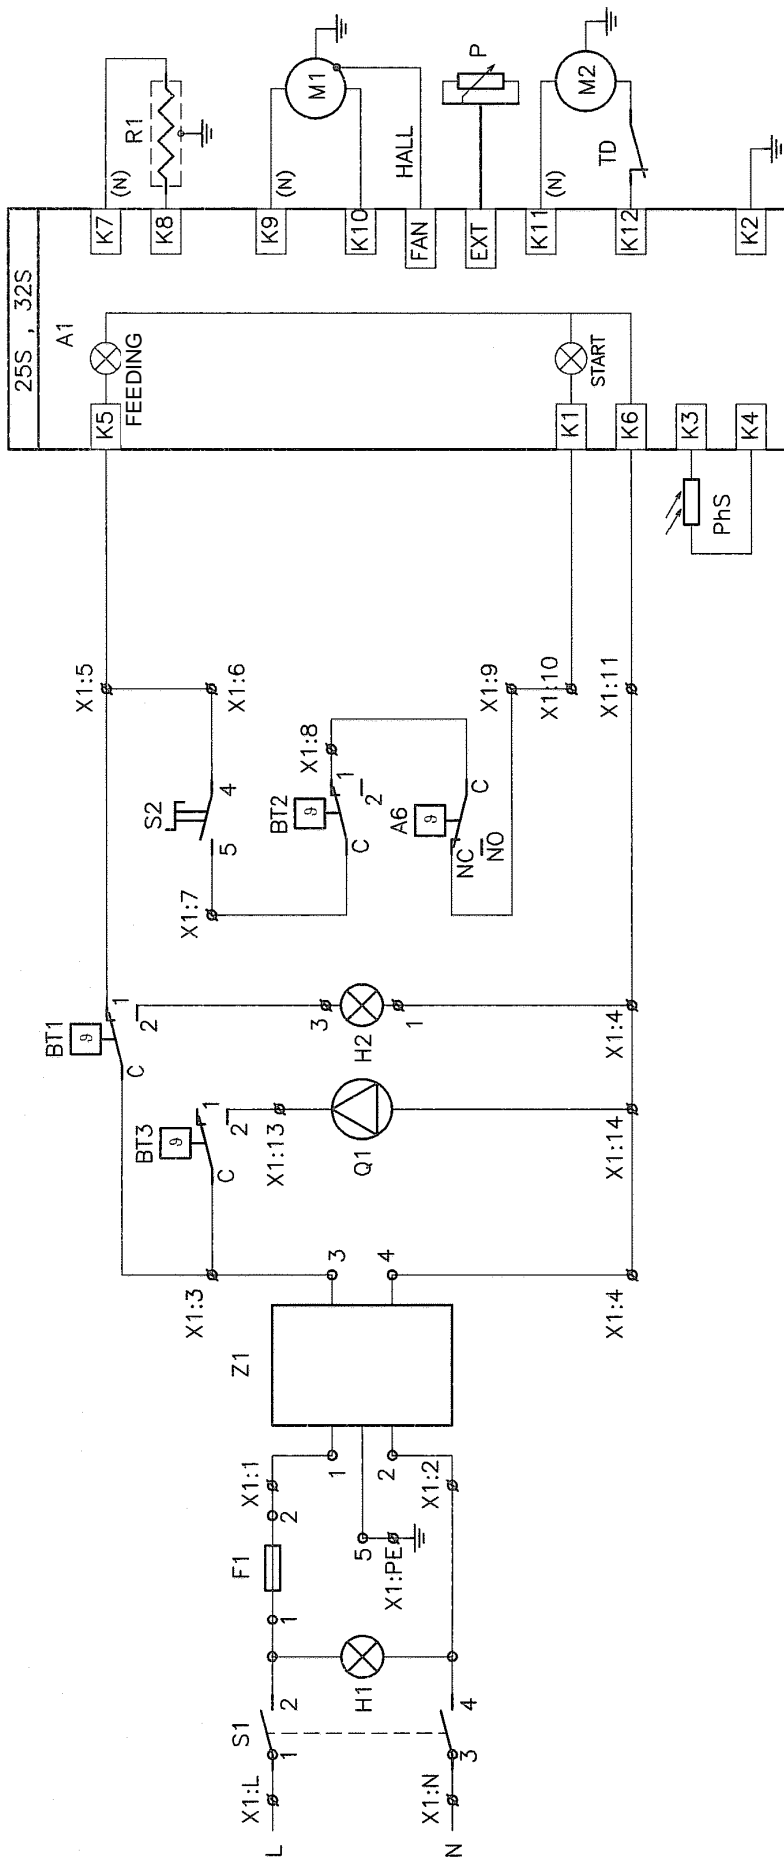 25S , 32S
A1
K5
FEEDING
K1
START
K6
K3
K4
PhS
K7
(N)
R1
K8
K9
(N)
M1
K10
HALL
FAN
EXT
P
K11
(N)
M2
K12
TD
K2
X1:5
X1:6
S2
4
5
X1:7
BT2
ϑ
1
2
C
X1:8
A6
ϑ
C
NC
NO
X1:9
X1:10
X1:11
BT1
ϑ
1
2
C
3
H2
1
X1:4
BT3
ϑ
1
2
C
X1:13
Q1
X1:14
X1:3
3
4
X1:4
Z1
1
5
2
X1:1
2
F1
1
X1:PE
X1:2
H1
S1
1
2
3
4
X1:L
L
X1:N
N